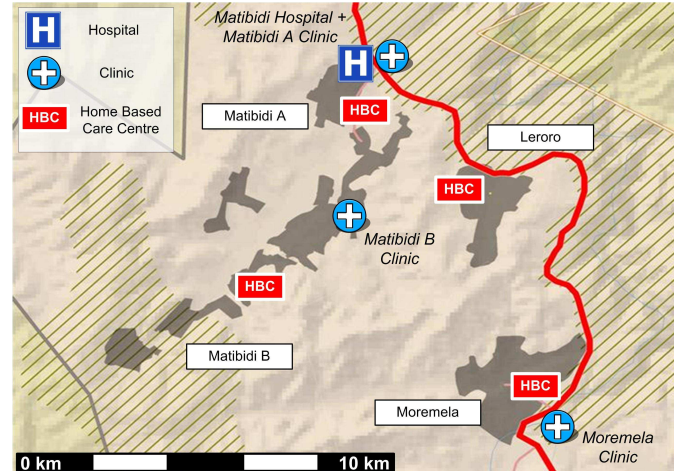 H
Hospital
Clinic
HBC
Home Based
Care Centre
Matibidi Hospital +
Matibidi A Clinic
H
Matibidi A
HBC
Leroro
HBC
Matibidi B
Clinic
HBC
Matibidi B
HBC
Moremela
Moremela
Clinic
0 km
10 km